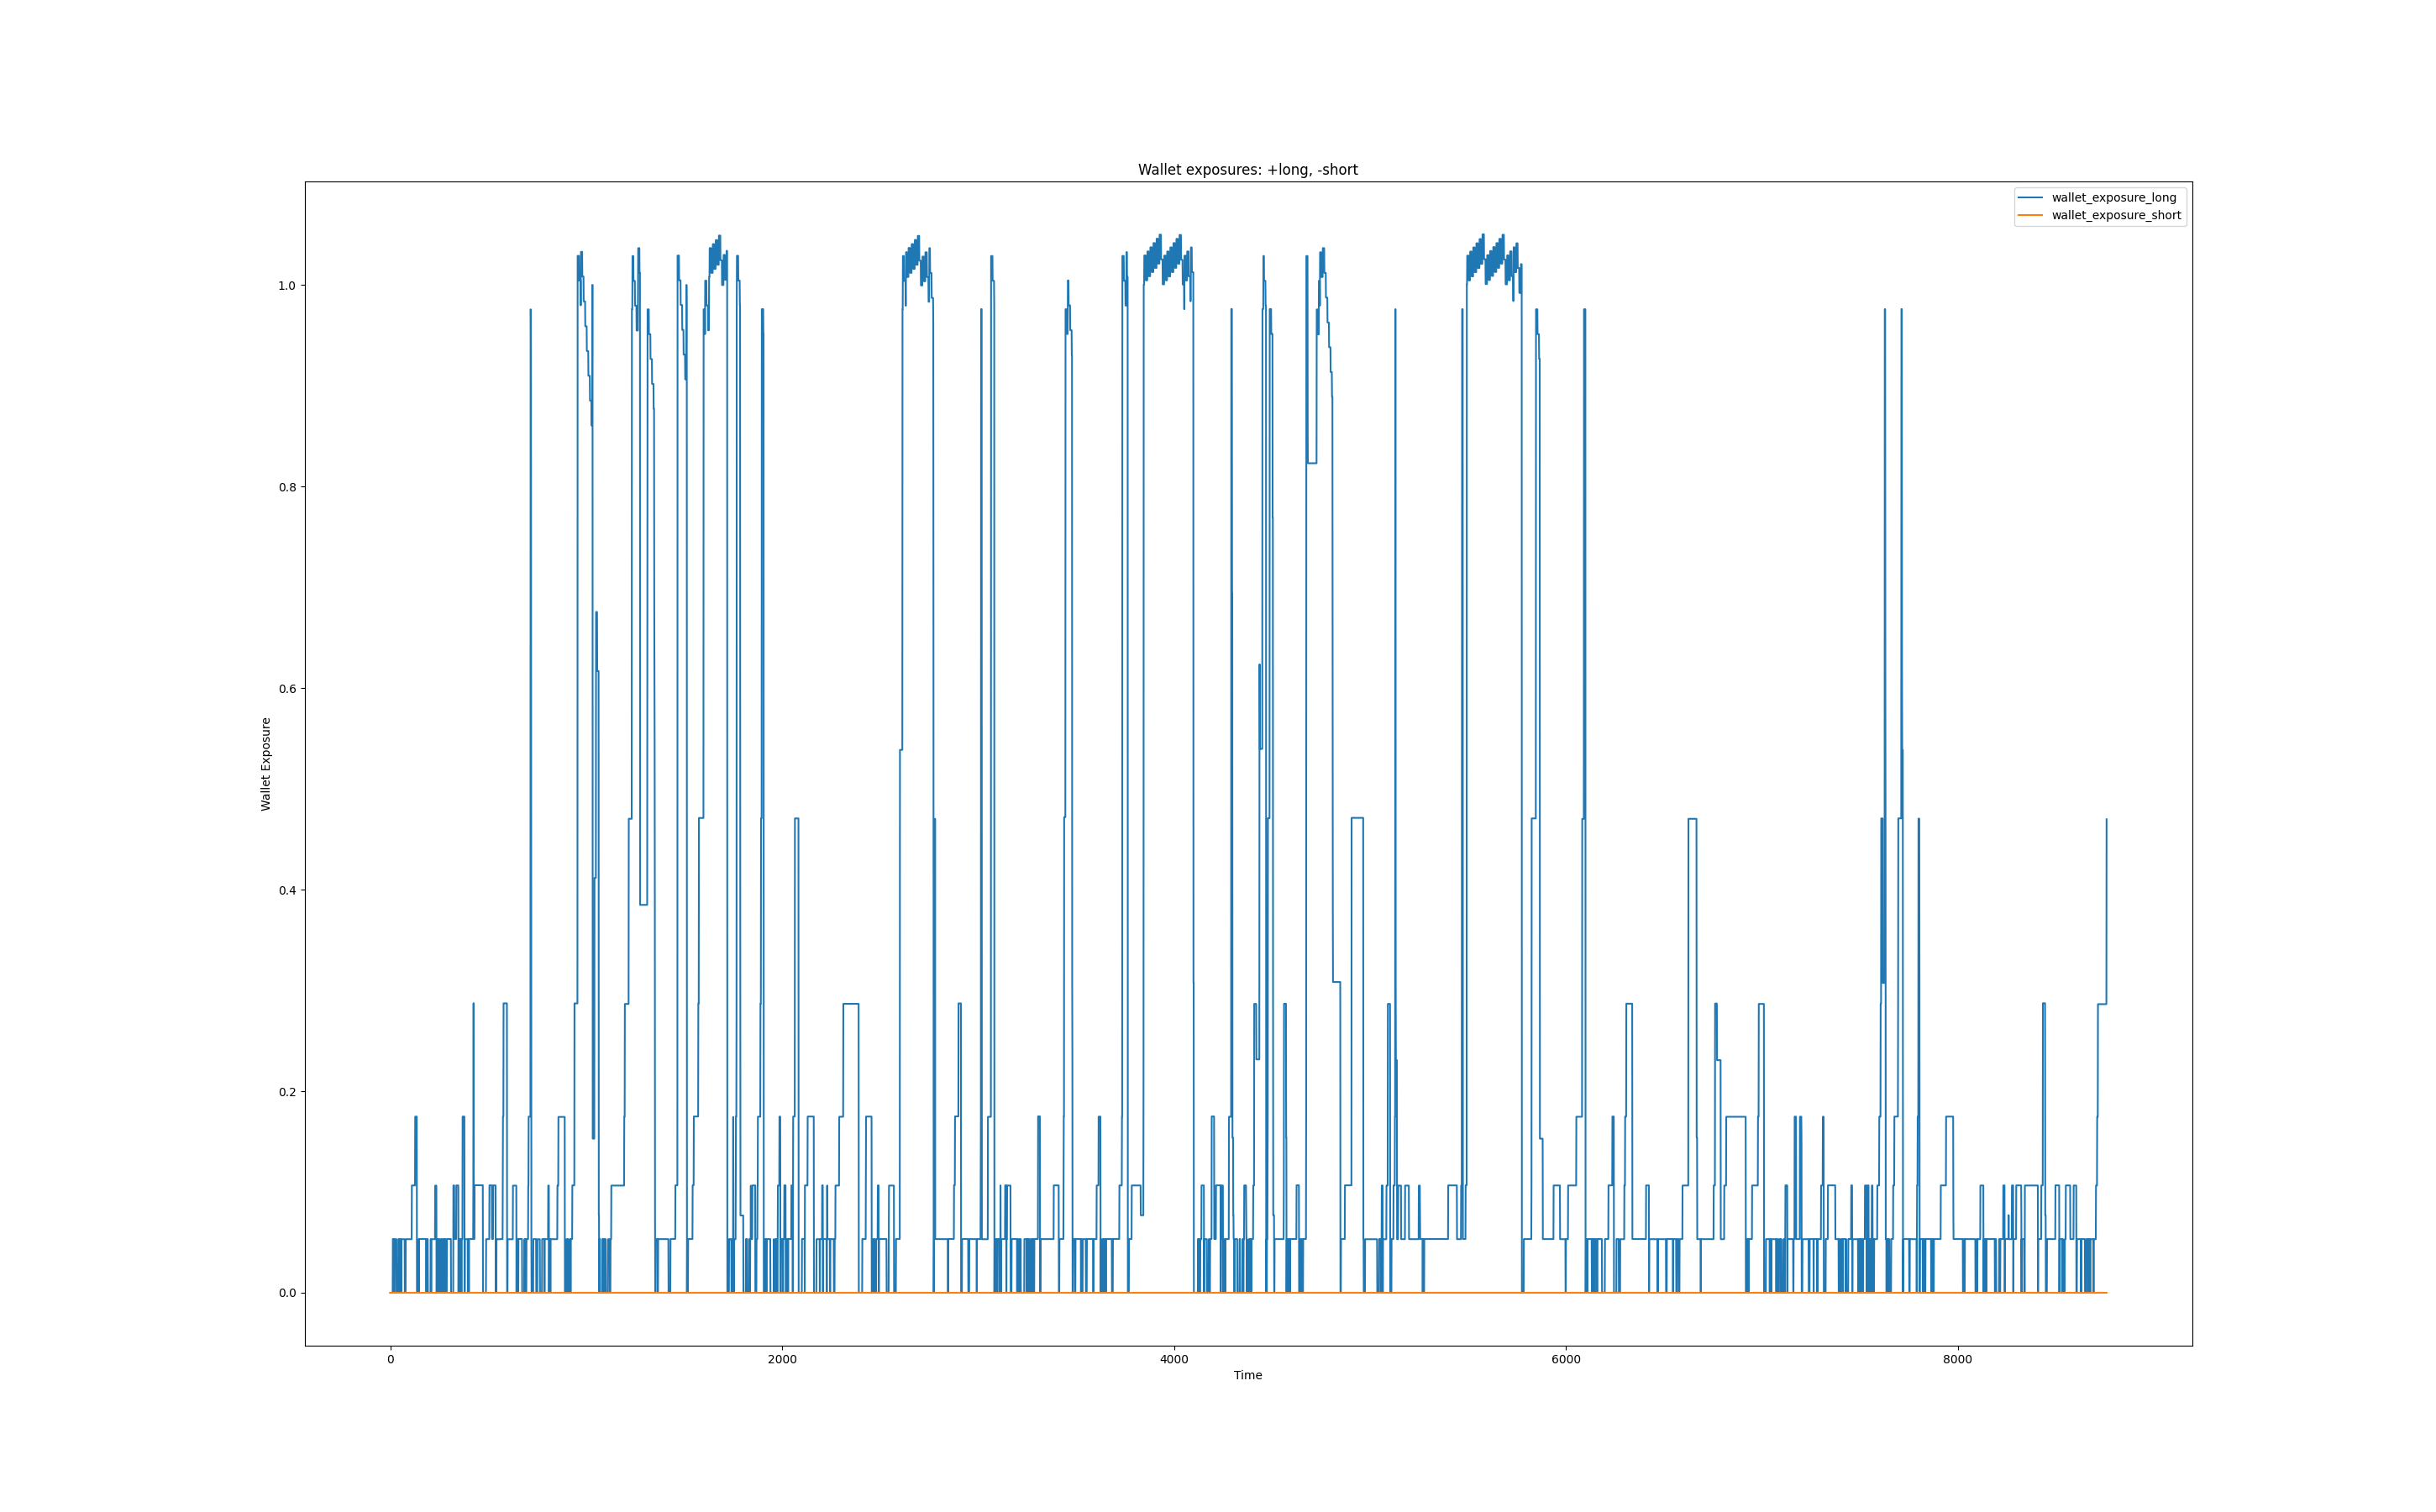 Wallet exposures: +long, -short
wallet_exposure_long
wallet_exposure_short
1.0
0.8
0.6
0.4
0.2
0.0
Wallet Exposure
0 2000 4000 6000 8000
Time